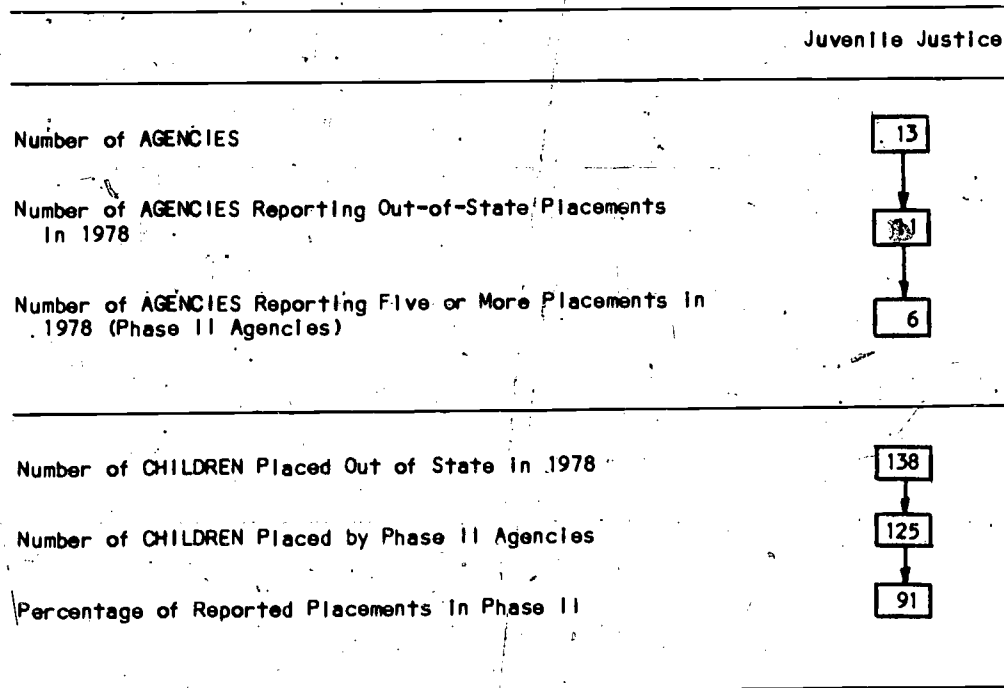 Juvenile Justice
Number of AGENCIES 13
Number of AGENCIES Reporting Out-of-State Placements
in 1978
Number of AGENCIES Reporting Five or More Placements in
1978 (Phase II Agencies) 6
Number of CHILDREN Placed Out of State in 1978 138
Number of CHILDREN Placed by Phase II Agencies 125
Percentage of Reported Placements in Phase II 91